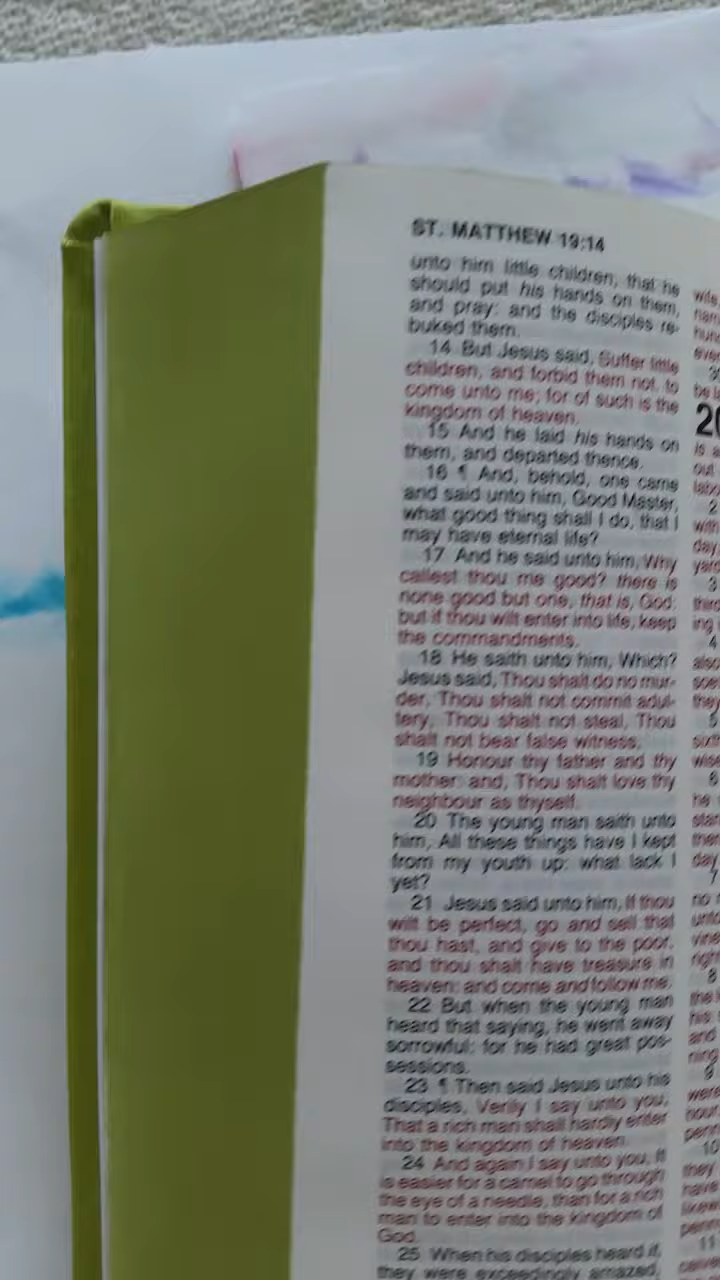 ST. MATTHEW 19:14
unto him little children, that he
should put his hands on them,
and pray: and the disciples re-
buked them.
14 But Jesus said, Suffer little
children, and forbid them not, to
come unto me; for of such is the
kingdom of heaven.
15 And he laid his hands on
them, and departed thence.
16 ¶ And, behold, one came
and said unto him, Good Master,
what good thing shall I do, that I
may have eternal life?
17 And he said unto him, Why
callest thou me good? there is
none good but one, that is, God:
but if thou wilt enter into life, keep
the commandments.
18 He saith unto him, Which?
Jesus said, Thou shalt do no mur-
der, Thou shalt not commit adul-
tery, Thou shalt not steal, Thou
shalt not bear false witness,
19 Honour thy father and thy
mother: and, Thou shalt love thy
neighbour as thyself.
20 The young man saith unto
him, All these things have I kept
from my youth up: what lack I
yet?
21 Jesus said unto him, If thou
wilt be perfect, go and sell that
thou hast, and give to the poor,
and thou shalt have treasure in
heaven: and come and follow me.
22 But when the young man
heard that saying, he went away
sorrowful: for he had great pos-
sessions.
23 ¶ Then said Jesus unto his
disciples, Verily I say unto you,
That a rich man shall hardly enter
into the kingdom of heaven.
24 And again I say unto you, It
is easier for a camel to go through
the eye of a needle, than for a rich
man to enter into the kingdom of
God.
25 When his disciples heard it,
they were exceedingly amazed,